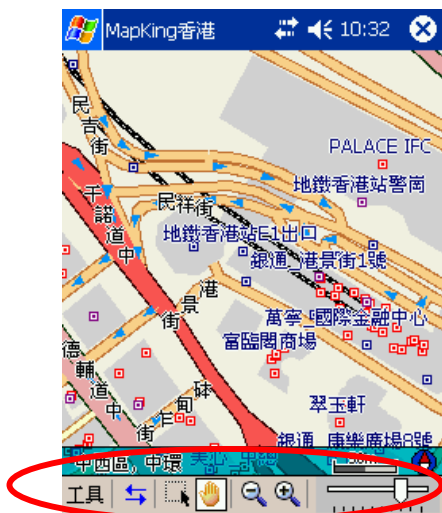 MapKing香港 10:32
民吉街
PALACE IFC
地鐵香港站警崗
干諾道中
民祥街
地鐵香港站E1出口
銀通_港景街1號
港景街
萬寧_國際金融中心
富臨閣商場
德輔道中
砵甸乍街
翠玉軒
銀通_康樂廣場8號
中西區, 中環
工具